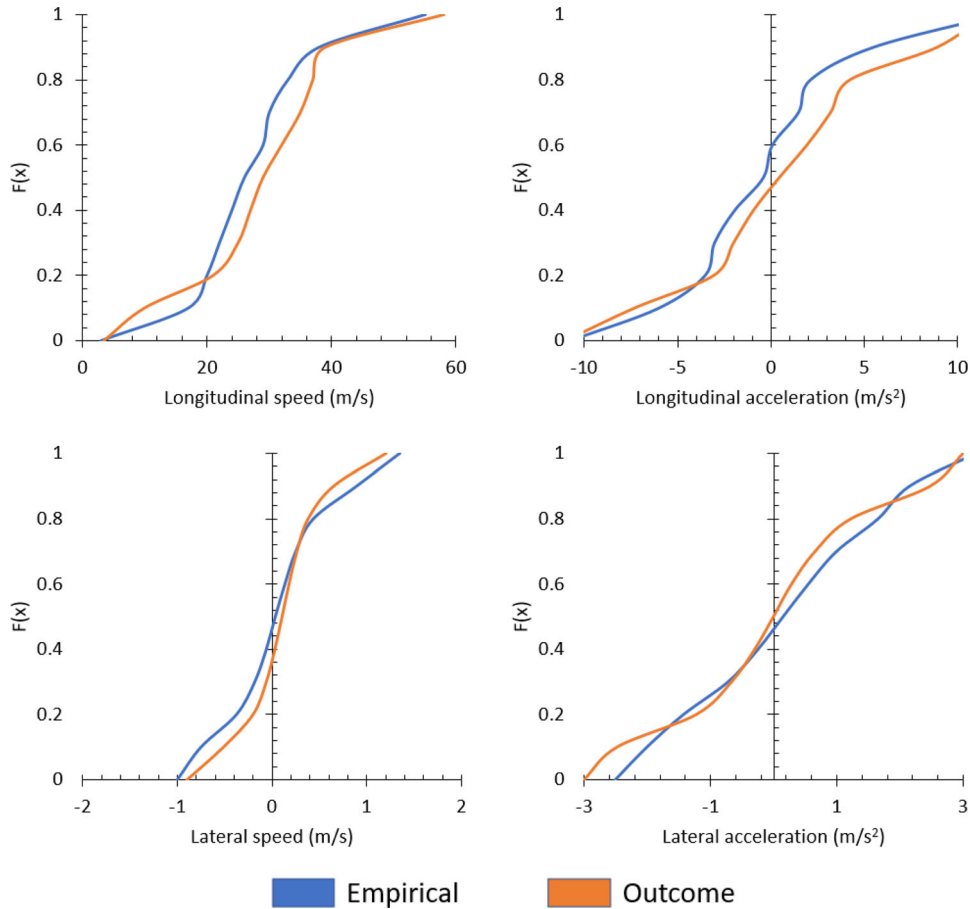 1
0.8
0.6
0.4
0.2
0
F(x)
0 20 40 60
Longitudinal speed (m/s)
1
0.8
0.6
0.4
0.2
0
F(x)
-10 -5 0 5 10
Longitudinal acceleration (m/s²)
1
0.8
0.6
0.4
0.2
0
F(x)
-2 -1 0 1 2
Lateral speed (m/s)
1
0.8
0.6
0.4
0.2
0
F(x)
-3 -1 1 3
Lateral acceleration (m/s²)
Empirical Outcome